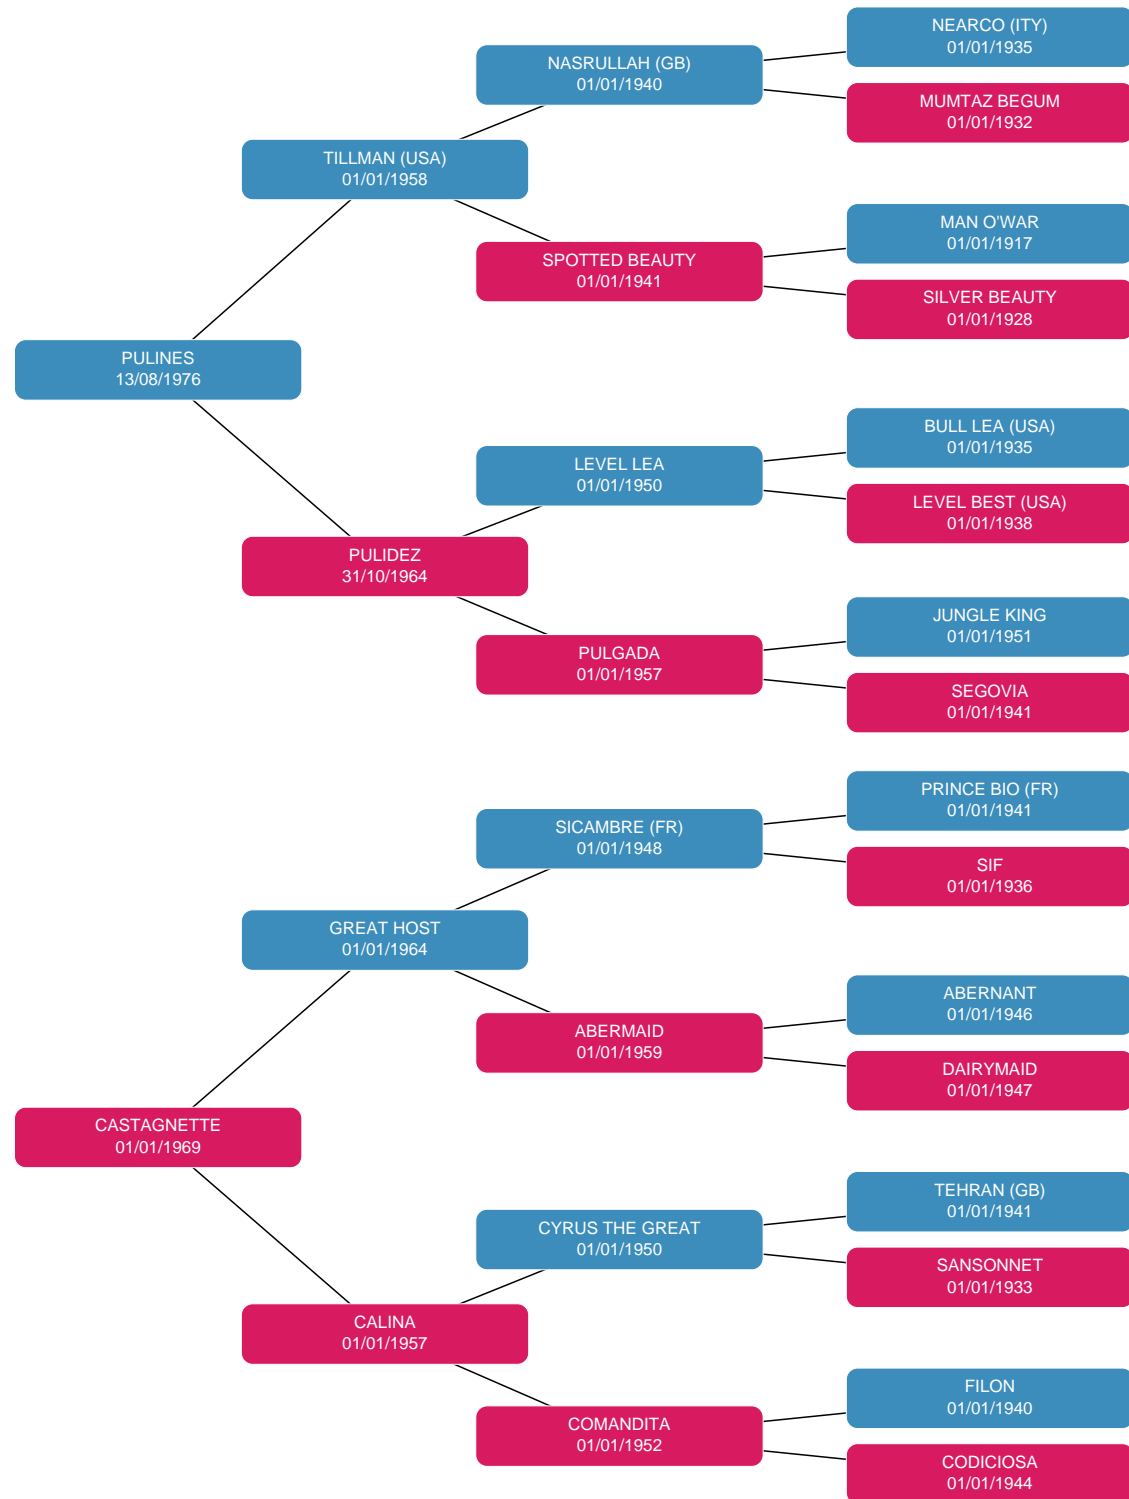 NEARCO (ITY)
01/01/1935
NASRULLAH (GB)
01/01/1940
MUMTAZ BEGUM
01/01/1932
TILLMAN (USA)
01/01/1958
MAN O'WAR
01/01/1917
SPOTTED BEAUTY
01/01/1941
SILVER BEAUTY
01/01/1928
PULINES
13/08/1976
BULL LEA (USA)
01/01/1935
LEVEL LEA
01/01/1950
LEVEL BEST (USA)
01/01/1938
PULIDEZ
31/10/1964
JUNGLE KING
01/01/1951
PULGADA
01/01/1957
SEGOVIA
01/01/1941
PRINCE BIO (FR)
01/01/1941
SICAMBRE (FR)
01/01/1948
SIF
01/01/1936
GREAT HOST
01/01/1964
ABERNANT
01/01/1946
ABERMAID
01/01/1959
DAIRYMAID
01/01/1947
CASTAGNETTE
01/01/1969
TEHRAN (GB)
01/01/1941
CYRUS THE GREAT
01/01/1950
SANSONNET
01/01/1933
CALINA
01/01/1957
FILON
01/01/1940
COMANDITA
01/01/1952
CODICIOSA
01/01/1944